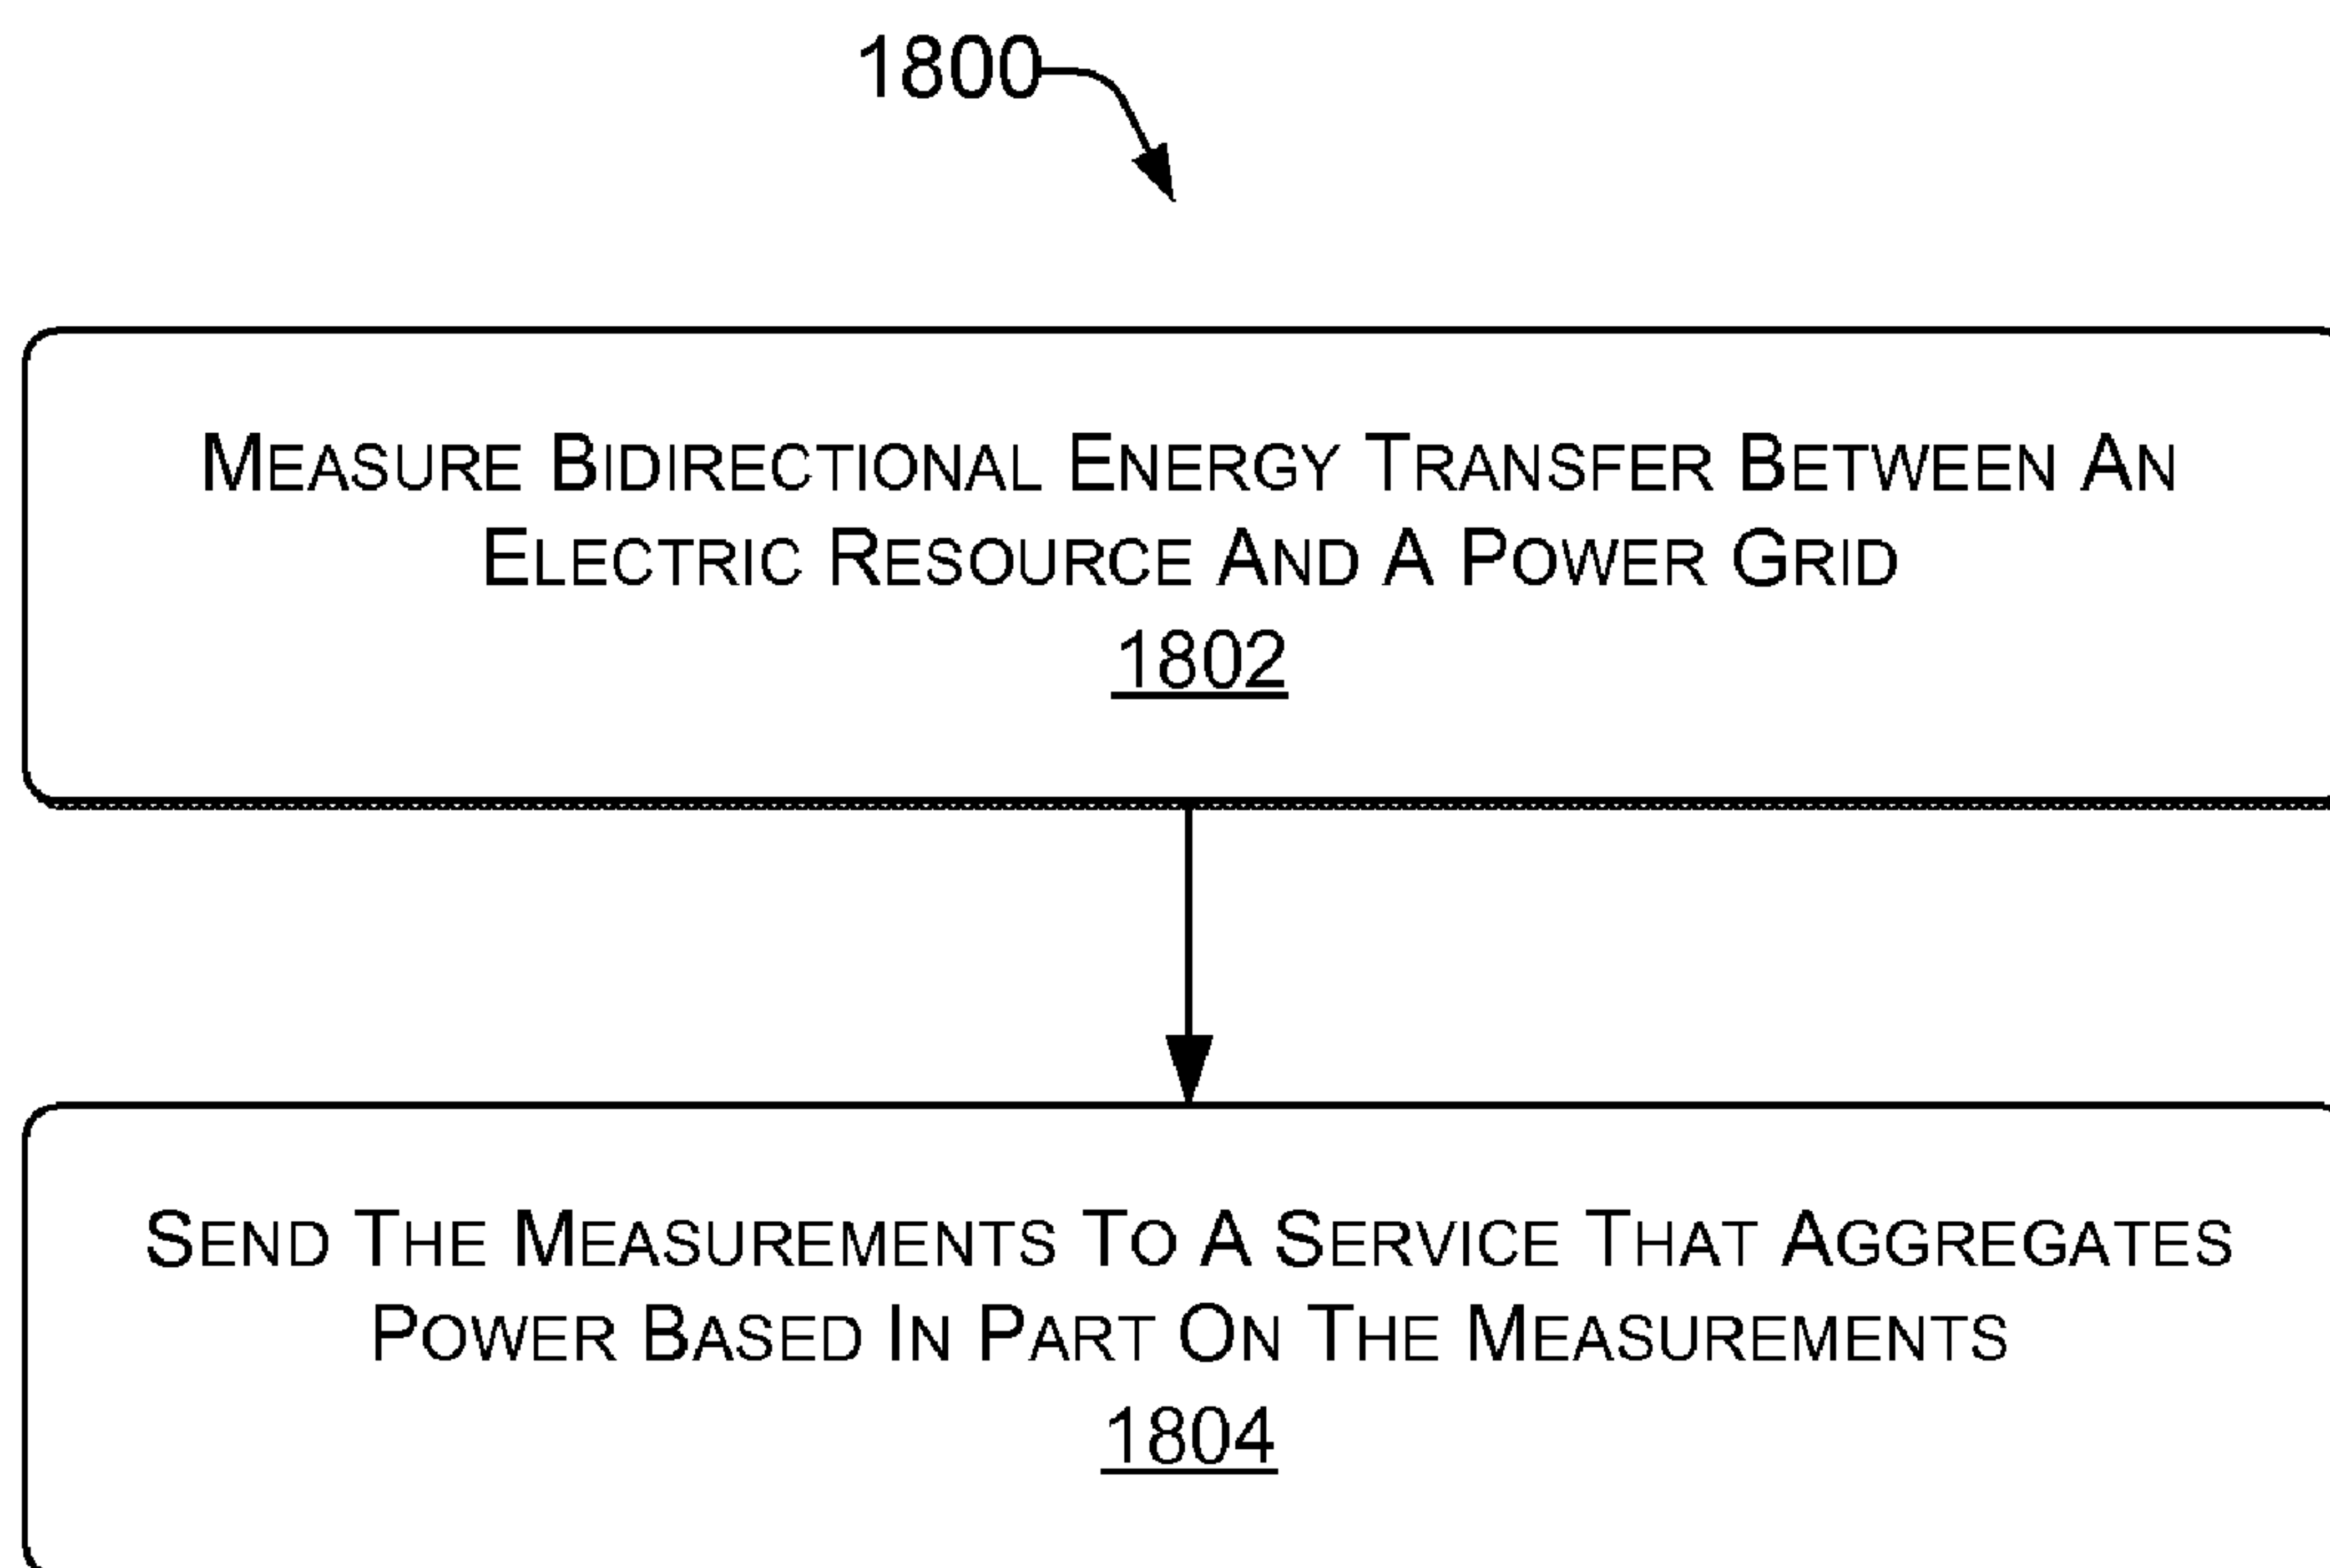 1800
Measure Bidirectional Energy Transfer Between An
Electric Resource And A Power Grid
1802
Send The Measurements To A Service That Aggregates
Power Based In Part On The Measurements
1804